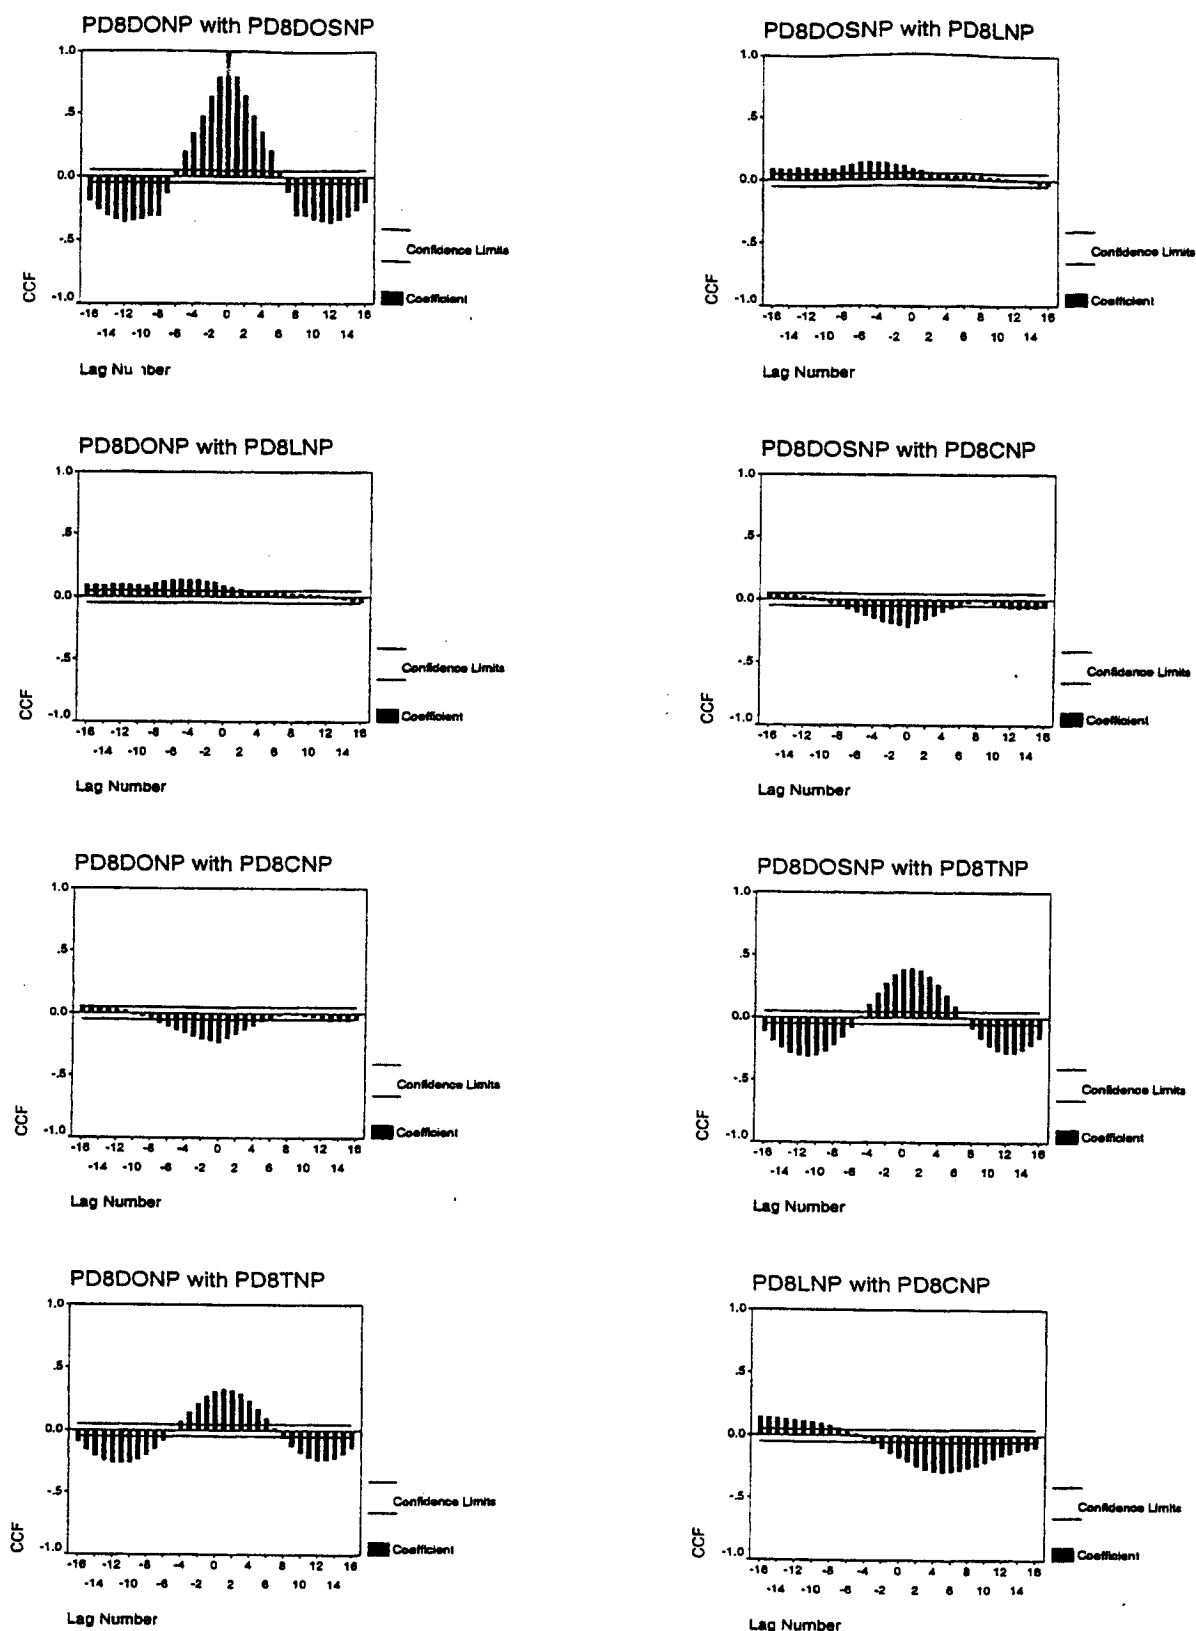 PD8DONP with PD8DOSNP
1.0
.5
0.0
-.5
-1.0
CCF
-16 -12 -8 -4 0 4 8 12 16
-14 -10 -6 -2 2 6 10 14
Lag Nu ber
Confidence Limits
Coefficient
PD8DOSNP with PD8LNP
1.0
.5
0.0
-.5
-1.0
CCF
-16 -12 -8 -4 0 4 8 12 16
-14 -10 -6 -2 2 6 10 14
Lag Number
Confidence Limits
Coefficient
PD8DONP with PD8LNP
1.0
.5
0.0
-.5
-1.0
CCF
-16 -12 -8 -4 0 4 8 12 16
-14 -10 -6 -2 2 6 10 14
Lag Number
Confidence Limits
Coefficient
PD8DOSNP with PD8CNP
1.0
.5
0.0
-.5
-1.0
CCF
-16 -12 -8 -4 0 4 8 12 16
-14 -10 -6 -2 2 6 10 14
Lag Number
Confidence Limits
Coefficient
PD8DONP with PD8CNP
1.0
.5
0.0
-.5
-1.0
CCF
-16 -12 -8 -4 0 4 8 12 16
-14 -10 -6 -2 2 6 10 14
Lag Number
Confidence Limits
Coefficient
PD8DOSNP with PD8TNP
1.0
.5
0.0
-.5
-1.0
CCF
-16 -12 -8 -4 0 4 8 12 16
-14 -10 -6 -2 2 6 10 14
Lag Number
Confidence Limits
Coefficient
PD8DONP with PD8TNP
1.0
.5
0.0
-.5
-1.0
CCF
-16 -12 -8 -4 0 4 8 12 16
-14 -10 -6 -2 2 6 10 14
Lag Number
Confidence Limits
Coefficient
PD8LNP with PD8CNP
1.0
.5
0.0
-.5
-1.0
CCF
-16 -12 -8 -4 0 4 8 12 16
-14 -10 -6 -2 2 6 10 14
Lag Number
Confidence Limits
Coefficient